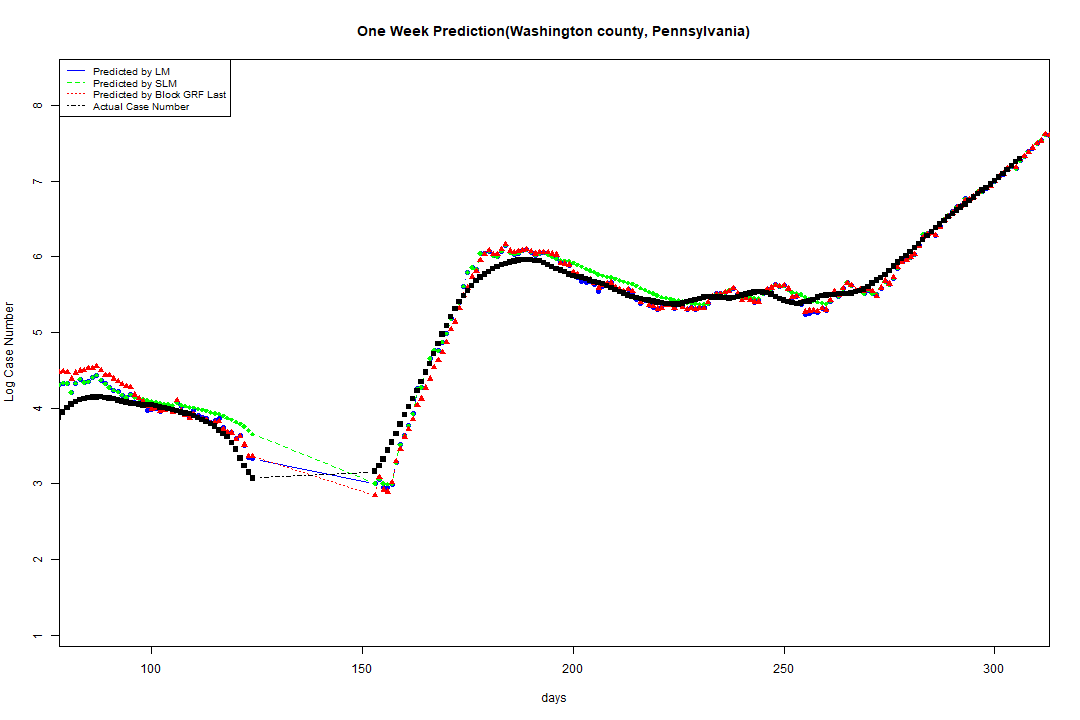 One Week Prediction(Washington county, Pennsylvania)
Predicted by LM
Predicted by SLM
Predicted by Block GRF Last
Actual Case Number
8
7
6
5
4
3
2
1
Log Case Number
100
150
200
250
300
days